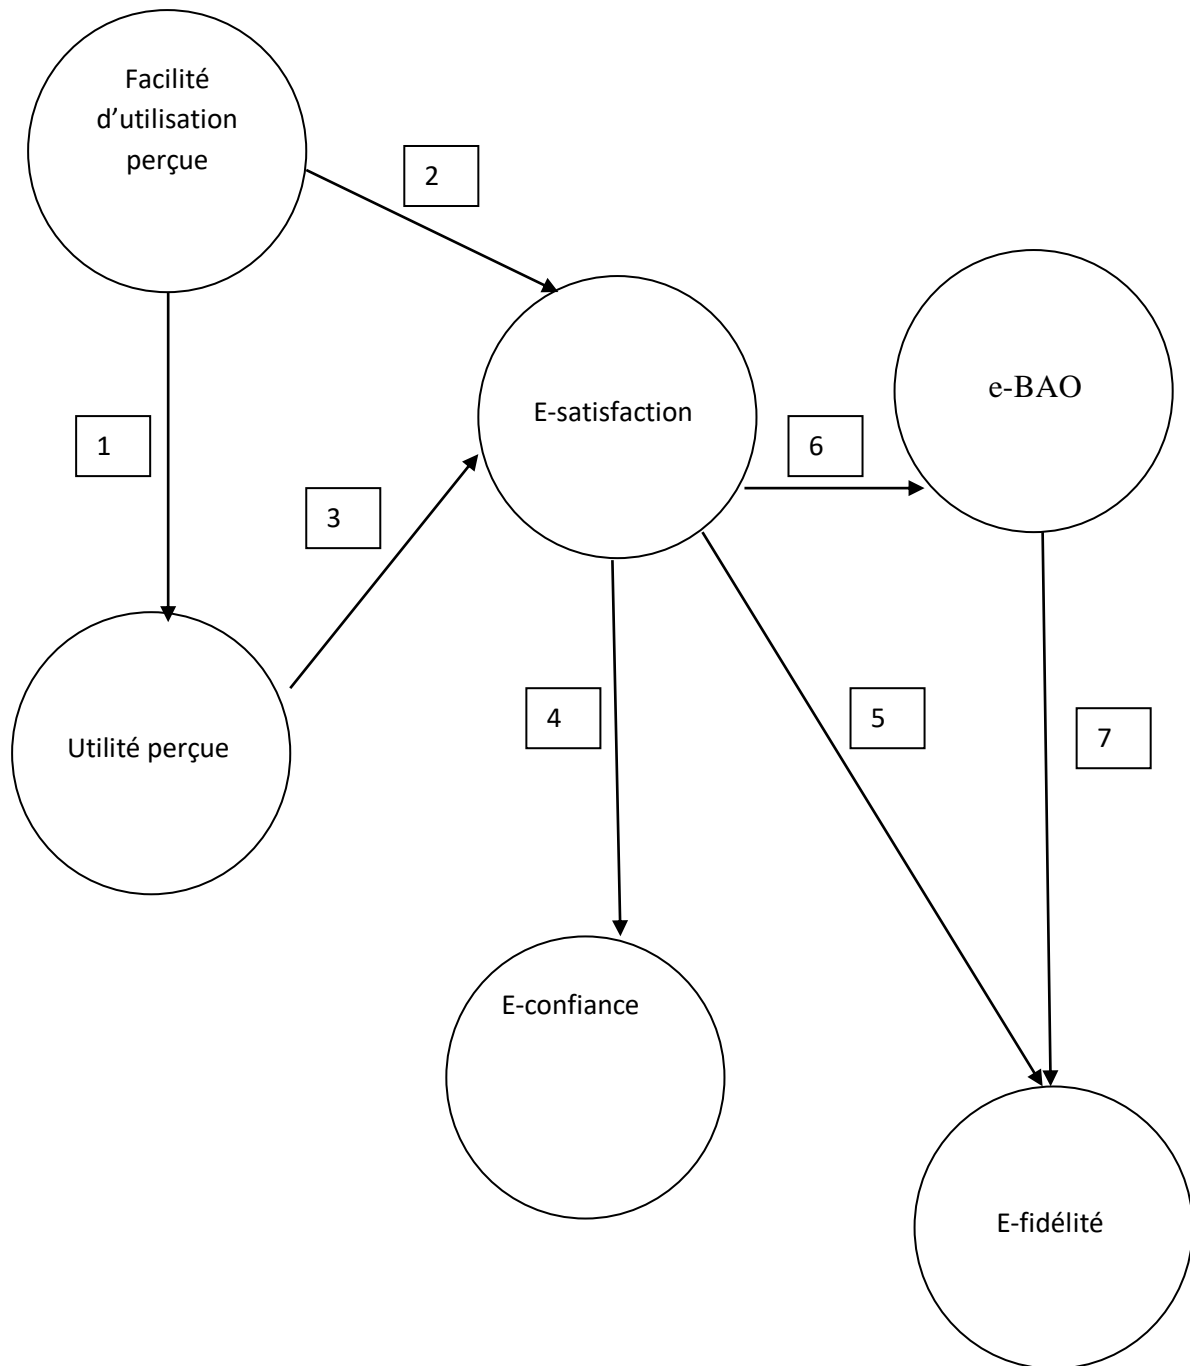 Facilité
d’utilisation
perçue
2
e-BAO
E-satisfaction
1
6
3
4
5
7
Utilité perçue
E-confiance
E-fidélité